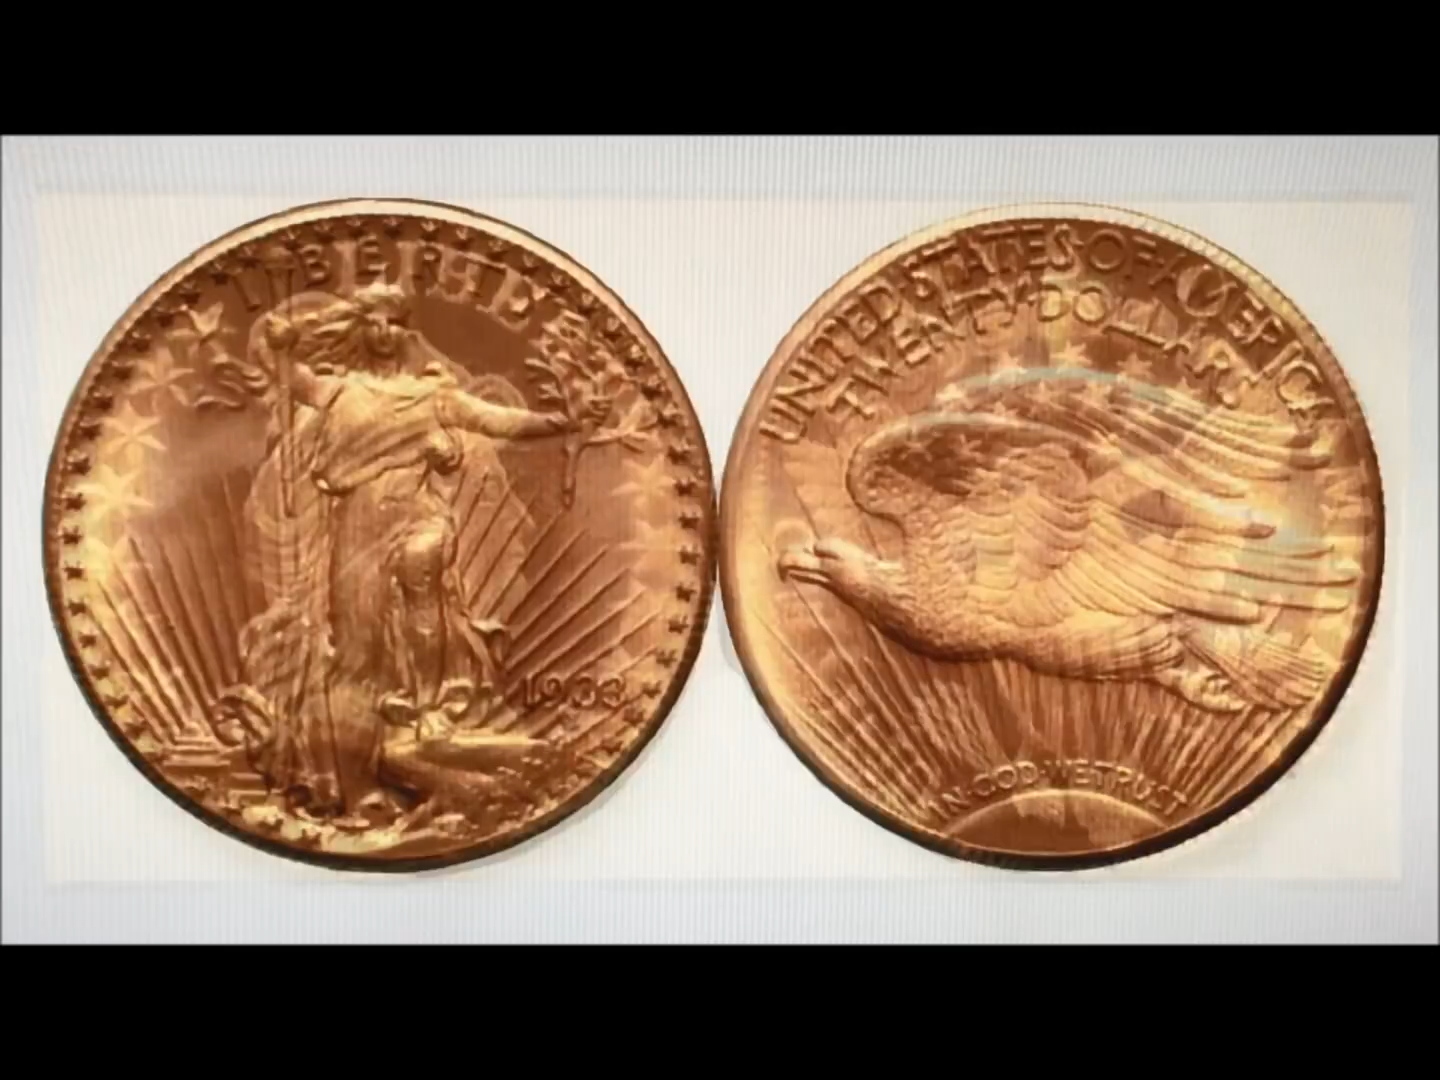 LIBERTY
1933
UNITED·STATES·OF·AMERICA
TWENTY·DOLLARS
IN·GOD·WE·TRUST